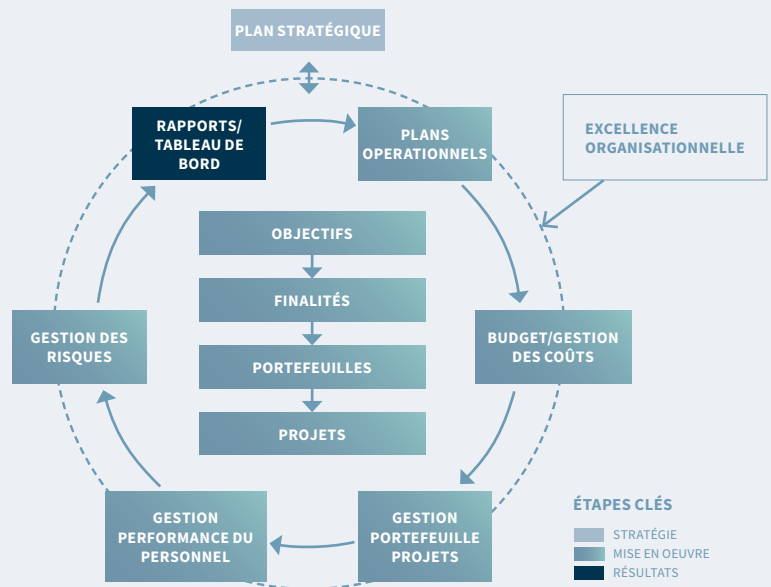 PLAN STRATÉGIQUE
RAPPORTS/
TABLEAU DE
BORD
PLANS
OPERATIONNELS
EXCELLENCE
ORGANISATIONNELLE
OBJECTIFS
FINALITÉS
GESTION DES
RISQUES
BUDGET/GESTION
DES COÛTS
PORTEFEUILLES
PROJETS
GESTION
PERFORMANCE DU
PERSONNEL
GESTION
PORTEFEUILLE
PROJETS
ÉTAPES CLÉS
STRATÉGIE
MISE EN OEUVRE
RÉSULTATS